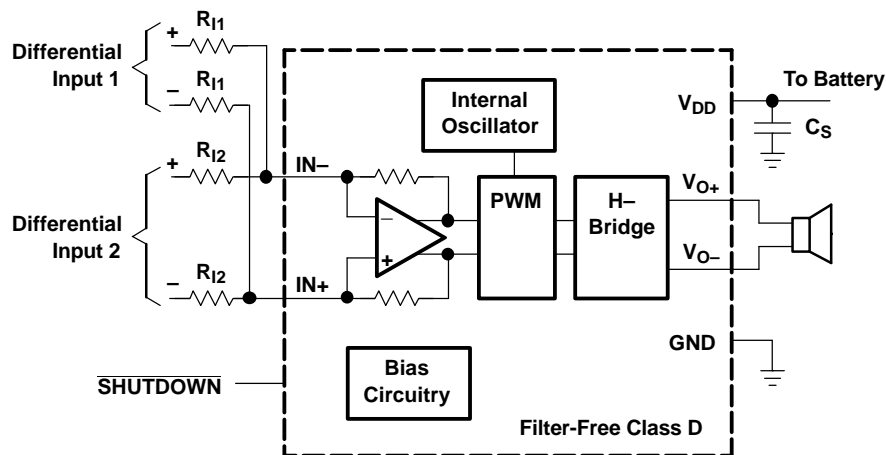 + R_I1
Differential
Input 1
− R_I1
+ R_I2
Differential
Input 2
− R_I2
IN−
IN+
−
+
Internal
Oscillator
PWM
H−
Bridge
V_DD
To Battery
C_S
V_O+
V_O−
GND
S̅H̅U̅T̅D̅O̅W̅N̅
Bias
Circuitry
Filter-Free Class D